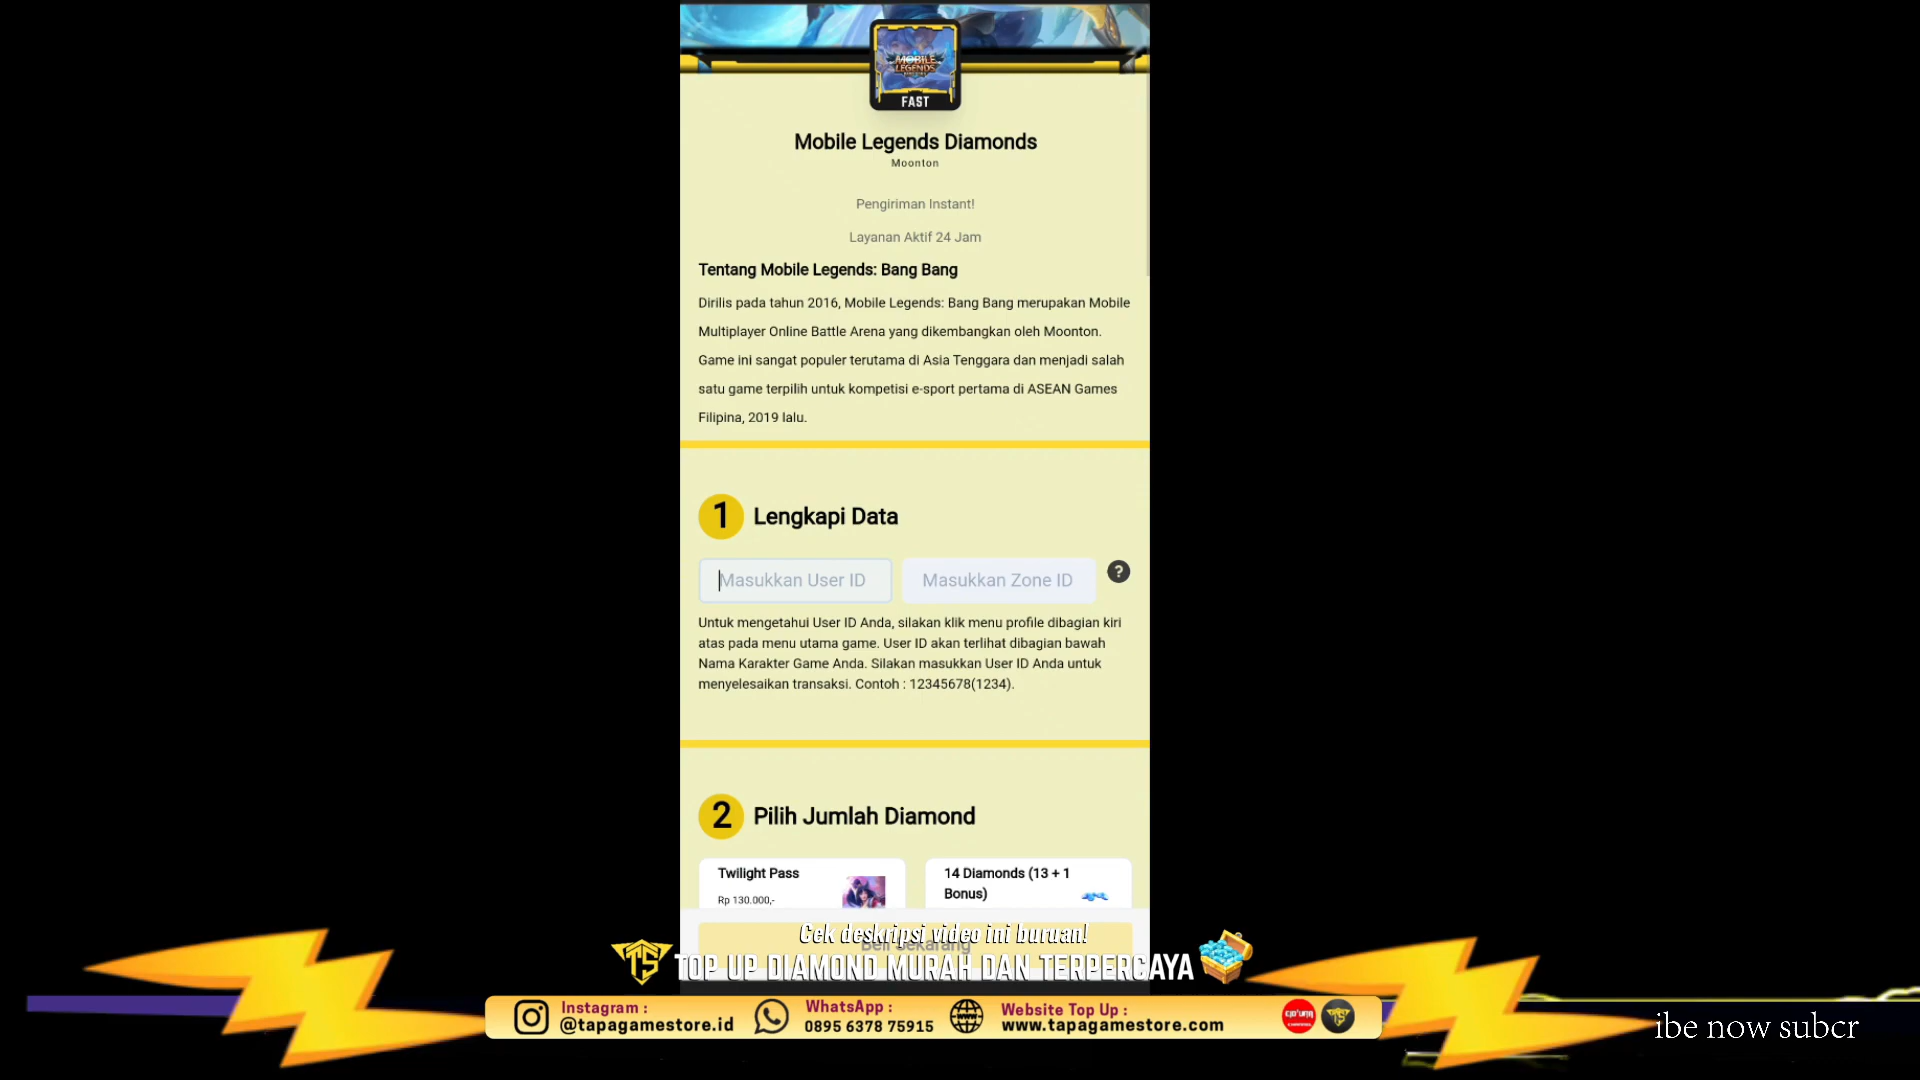 MOBILE
LEGENDS
FAST
Mobile Legends Diamonds
Moonton
Pengiriman Instant!
Layanan Aktif 24 Jam
Tentang Mobile Legends: Bang Bang
Dirilis pada tahun 2016, Mobile Legends: Bang Bang merupakan Mobile
Multiplayer Online Battle Arena yang dikembangkan oleh Moonton.
Game ini sangat populer terutama di Asia Tenggara dan menjadi salah
satu game terpilih untuk kompetisi e-sport pertama di ASEAN Games
Filipina, 2019 lalu.
1 Lengkapi Data
Masukkan User ID Masukkan Zone ID ?
Untuk mengetahui User ID Anda, silakan klik menu profile dibagian kiri
atas pada menu utama game. User ID akan terlihat dibagian bawah
Nama Karakter Game Anda. Silakan masukkan User ID Anda untuk
menyelesaikan transaksi. Contoh : 12345678(1234).
2 Pilih Jumlah Diamond
Twilight Pass
Rp 130.000,-
14 Diamonds (13 + 1
Bonus)
Cek deskripsi video ini buruan!
Beli Sekarang
TOP UP DIAMOND MURAH DAN TERPERCAYA
Instagram :
@tapagamestore.id
WhatsApp :
0895 6378 75915
Website Top Up :
www.tapagamestore.com
ibe now subcr